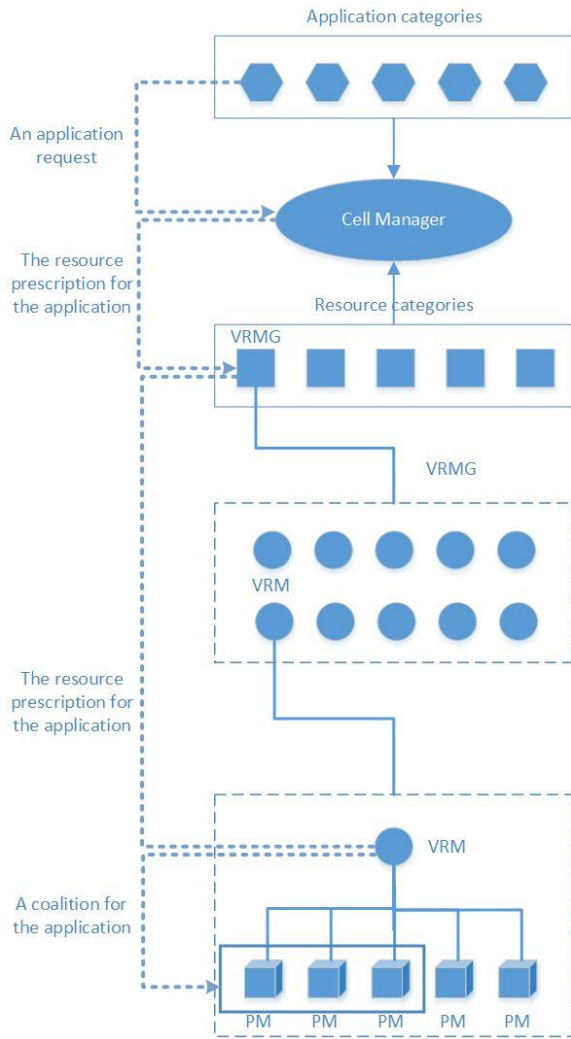 Application categories
An application
request
Cell Manager
The resource
prescription for
the application
Resource categories
VRMG
VRMG
VRM
The resource
prescription for
the application
VRM
A coalition for
the application
PM PM PM PM PM